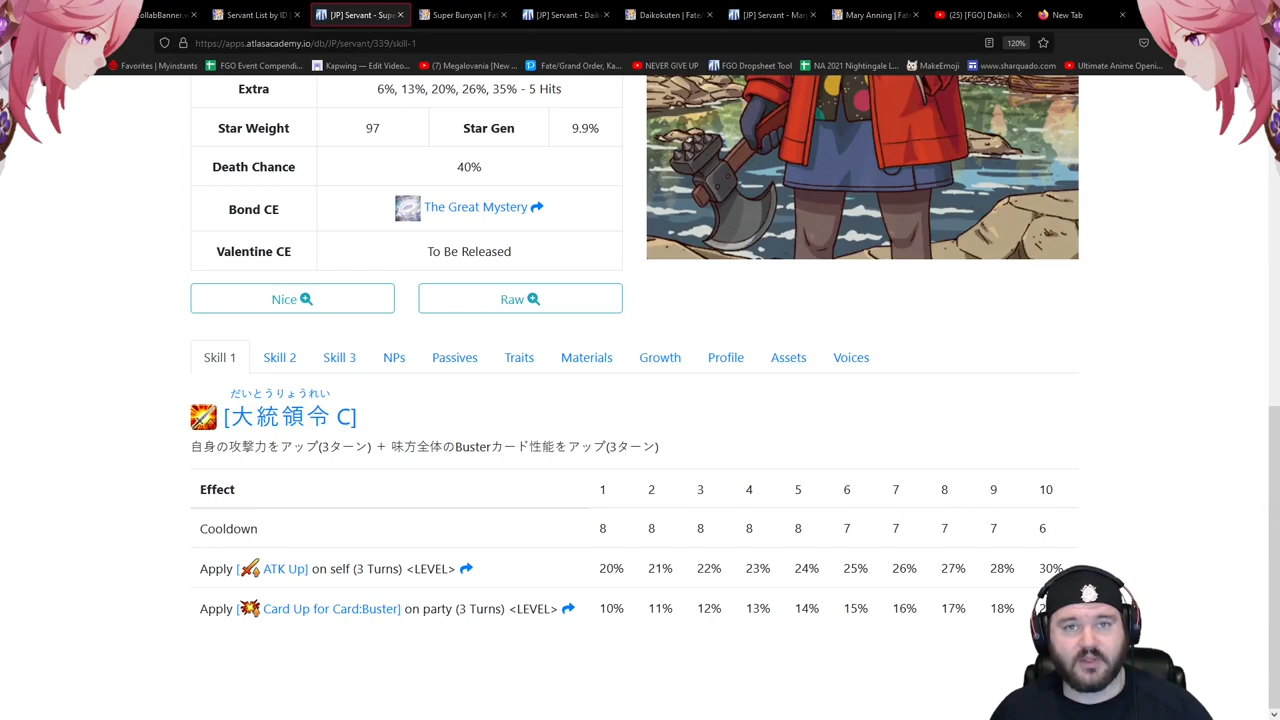 ollabBanner.v
Servant List by ID |
[JP] Servant - Supe
Super Bunyan | Fat
[JP] Servant - Daik
Daikokuten | Fate/
[JP] Servant - Mary
Mary Anning | Fate
(25) [FGO] Daikok
New Tab
https://apps.atlasacademy.io/db/JP/servant/339/skill-1
120%
Favorites | Myinstants
FGO Event Compendi...
Kapwing — Edit Video...
(7) Megalovania [New ...
Fate/Grand Order, Ka...
NEVER GIVE UP
FGO Dropsheet Tool
NA 2021 Nightingale L...
MakeEmoji
www.sharquado.com
Ultimate Anime Openi...
Extra 6%, 13%, 20%, 26%, 35% - 5 Hits
Star Weight 97 Star Gen 9.9%
Death Chance 40%
Bond CE The Great Mystery
Valentine CE To Be Released
Nice Raw
Skill 1 Skill 2 Skill 3 NPs Passives Traits Materials Growth Profile Assets Voices
だいとうりょうれい
[大統領令 C]
自身の攻撃力をアップ(3ターン) ＋ 味方全体のBusterカード性能をアップ(3ターン)
Effect 1 2 3 4 5 6 7 8 9 10
Cooldown 8 8 8 8 8 7 7 7 7 6
Apply [ATK Up] on self (3 Turns) <LEVEL> 20% 21% 22% 23% 24% 25% 26% 27% 28% 30%
Apply [Card Up for Card:Buster] on party (3 Turns) <LEVEL> 10% 11% 12% 13% 14% 15% 16% 17% 18%